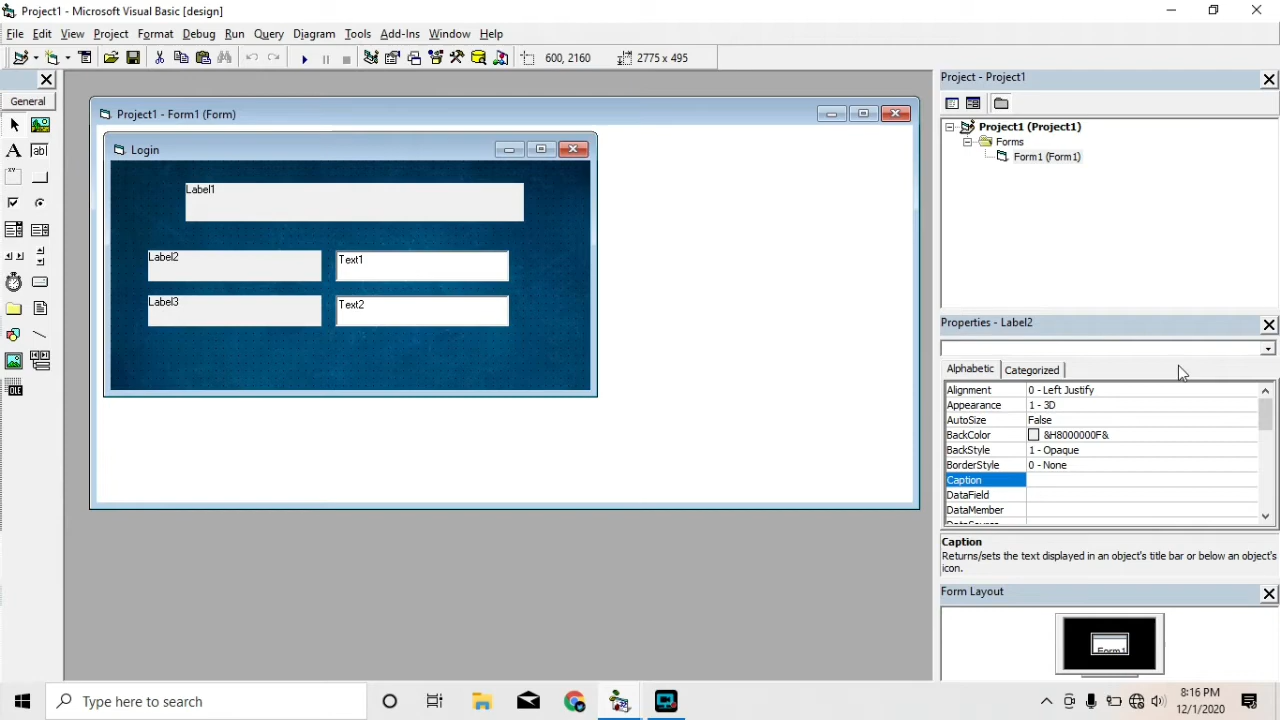 Project1 - Microsoft Visual Basic [design]
File Edit View Project Format Debug Run Query Diagram Tools Add-Ins Window Help
600, 2160 2775 x 495
General
Project1 - Form1 (Form)
Login
Label1
Label2 Text1
Label3 Text2
Project - Project1
Project1 (Project1)
Forms
Form1 (Form1)
Properties - Label2
Alphabetic Categorized
Alignment 0 - Left Justify
Appearance 1 - 3D
AutoSize False
BackColor &H8000000F&
BackStyle 1 - Opaque
BorderStyle 0 - None
Caption
DataField
DataMember
DataSource
Caption
Returns/sets the text displayed in an object's title bar or below an object's
icon.
Form Layout
Form1
Type here to search
8:16 PM
12/1/2020